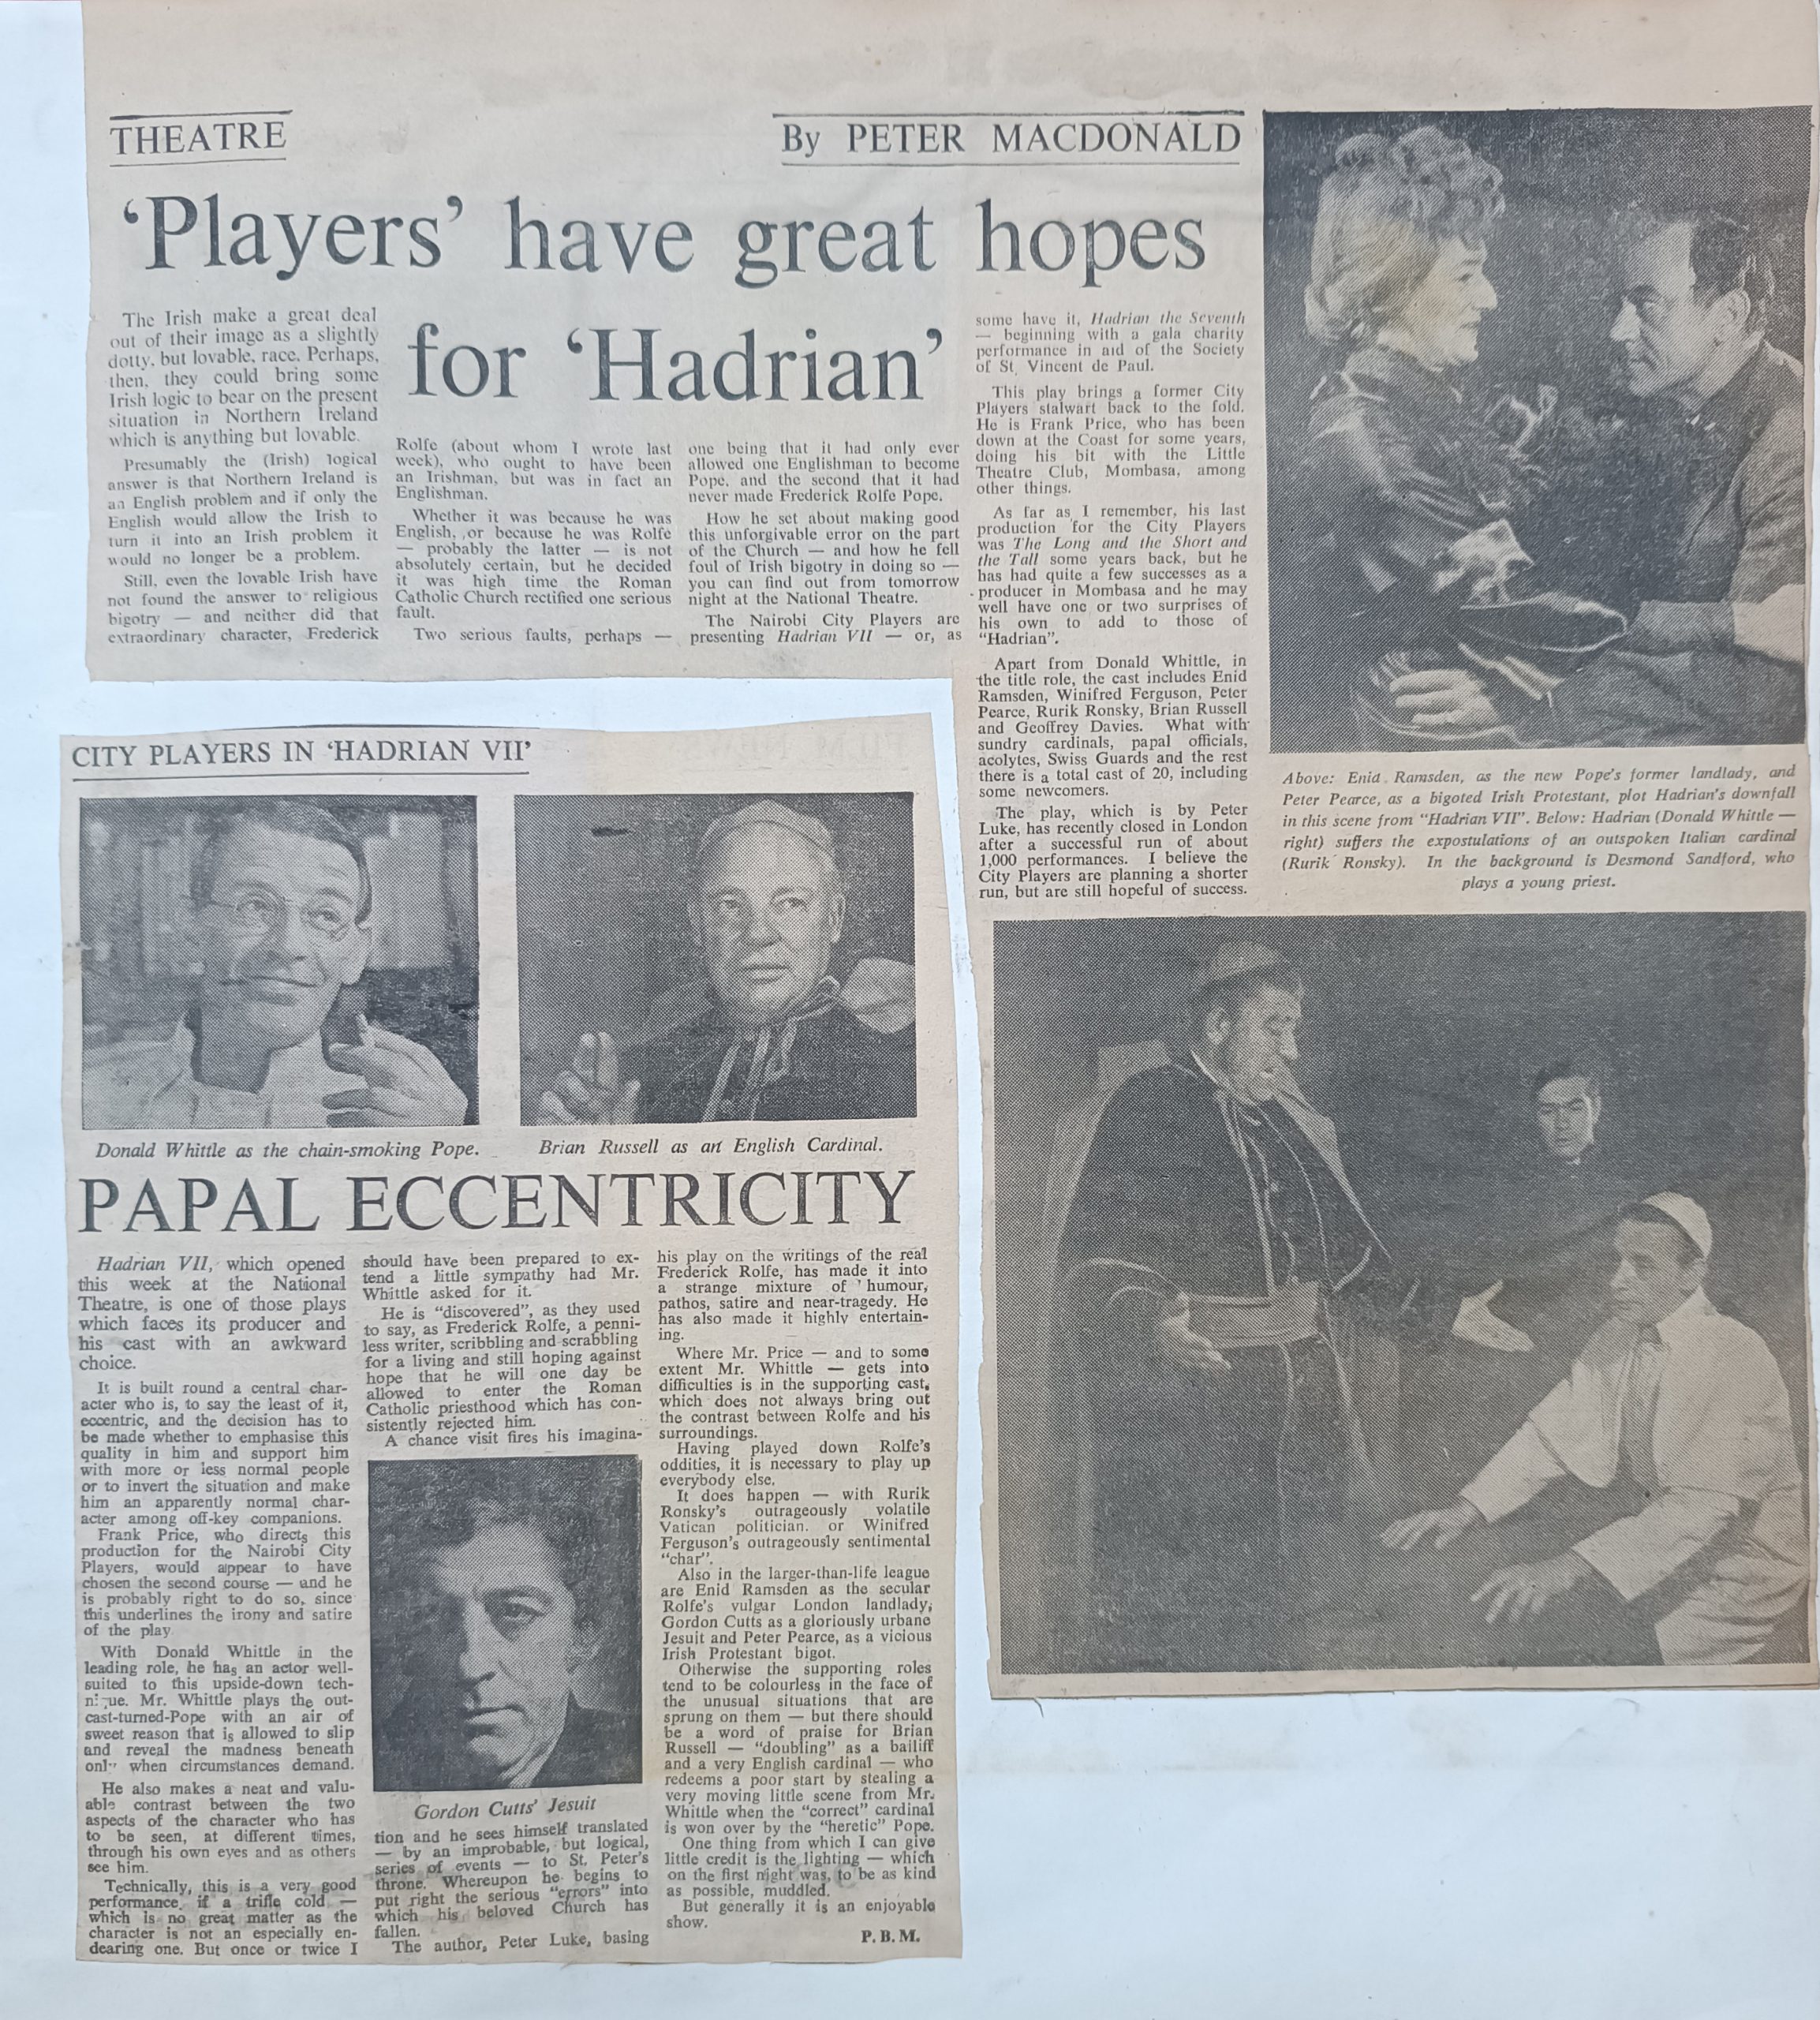 THEATRE
By PETER MACDONALD
‘Players’ have great hopes
for ‘Hadrian’
The Irish make a great deal
out of their image as a slightly
dotty, but lovable, race. Perhaps,
then, they could bring some
Irish logic to bear on the present
situation in Northern Ireland
which is anything but lovable.
Presumably the (Irish) logical
answer is that Northern Ireland is
an English problem and if only the
English would allow the Irish to
turn it into an Irish problem it
would no longer be a problem.
Still, even the lovable Irish have
not found the answer to religious
bigotry — and neither did that
extraordinary character, Frederick
Rolfe (about whom I wrote last
week), who ought to have been
an Irishman, but was in fact an
Englishman.
Whether it was because he was
English, or because he was Rolfe
— probably the latter — is not
absolutely certain, but he decided
it was high time the Roman
Catholic Church rectified one serious
fault.
Two serious faults, perhaps —
one being that it had only ever
allowed one Englishman to become
Pope, and the second that it had
never made Frederick Rolfe Pope.
How he set about making good
this unforgivable error on the part
of the Church — and how he fell
foul of Irish bigotry in doing so —
you can find out from tomorrow
night at the National Theatre.
The Nairobi City Players are
presenting Hadrian VII — or, as
some have it, Hadrian the Seventh
— beginning with a gala charity
performance in aid of the Society
of St. Vincent de Paul.
This play brings a former City
Players stalwart back to the fold.
He is Frank Price, who has been
down at the Coast for some years,
doing his bit with the Little
Theatre Club, Mombasa, among
other things.
As far as I remember, his last
production for the City Players
was The Long and the Short and
the Tall some years back, but he
has had quite a few successes as a
producer in Mombasa and he may
well have one or two surprises of
his own to add to those of
“Hadrian”.
Apart from Donald Whittle, in
the title role, the cast includes Enid
Ramsden, Winifred Ferguson, Peter
Pearce, Rurik Ronsky, Brian Russell
and Geoffrey Davies. What with
sundry cardinals, papal officials,
acolytes, Swiss Guards and the rest
there is a total cast of 20, including
some newcomers.
The play, which is by Peter
Luke, has recently closed in London
after a successful run of about
1,000 performances. I believe the
City Players are planning a shorter
run, but are still hopeful of success.
Above: Enid Ramsden, as the new Pope's former landlady, and
Peter Pearce, as a bigoted Irish Protestant, plot Hadrian's downfall
in this scene from “Hadrian VII”. Below: Hadrian (Donald Whittle —
right) suffers the expostulations of an outspoken Italian cardinal
(Rurik Ronsky). In the background is Desmond Sandford, who
plays a young priest.
CITY PLAYERS IN ‘HADRIAN VII’
Donald Whittle as the chain-smoking Pope.
Brian Russell as an English Cardinal.
PAPAL ECCENTRICITY
Hadrian VII, which opened
this week at the National
Theatre, is one of those plays
which faces its producer and
his cast with an awkward
choice.
It is built round a central char-
acter who is, to say the least of it,
eccentric, and the decision has to
be made whether to emphasise this
quality in him and support him
with more or less normal people
or to invert the situation and make
him an apparently normal char-
acter among off-key companions.
Frank Price, who directs this
production for the Nairobi City
Players, would appear to have
chosen the second course — and he
is probably right to do so, since
this underlines the irony and satire
of the play.
With Donald Whittle in the
leading role, he has an actor well-
suited to this upside-down tech-
nique. Mr. Whittle plays the out-
cast-turned-Pope with an air of
sweet reason that is allowed to slip
and reveal the madness beneath
only when circumstances demand.
He also makes a neat and valu-
able contrast between the two
aspects of the character who has
to be seen, at different times,
through his own eyes and as others
see him.
Technically, this is a very good
performance, if a trifle cold —
which is no great matter as the
character is not an especially en-
dearing one. But once or twice I
should have been prepared to ex-
tend a little sympathy had Mr.
Whittle asked for it.
He is “discovered”, as they used
to say, as Frederick Rolfe, a penni-
less writer, scribbling and scrabbling
for a living and still hoping against
hope that he will one day be
allowed to enter the Roman
Catholic priesthood which has con-
sistently rejected him.
A chance visit fires his imagina-
Gordon Cutts' Jesuit
tion and he sees himself translated
— by an improbable, but logical,
series of events — to St. Peter's
throne. Whereupon he begins to
put right the serious “errors” into
which his beloved Church has
fallen.
The author, Peter Luke, basing
his play on the writings of the real
Frederick Rolfe, has made it into
a strange mixture of humour,
pathos, satire and near-tragedy. He
has also made it highly entertain-
ing.
Where Mr. Price — and to some
extent Mr. Whittle — gets into
difficulties is in the supporting cast,
which does not always bring out
the contrast between Rolfe and his
surroundings.
Having played down Rolfe's
oddities, it is necessary to play up
everybody else.
It does happen — with Rurik
Ronsky's outrageously volatile
Vatican politician. or Winifred
Ferguson's outrageously sentimental
“char”.
Also in the larger-than-life league
are Enid Ramsden as the secular
Rolfe's vulgar London landlady,
Gordon Cutts as a gloriously urbane
Jesuit and Peter Pearce, as a vicious
Irish Protestant bigot.
Otherwise the supporting roles
tend to be colourless in the face of
the unusual situations that are
sprung on them — but there should
be a word of praise for Brian
Russell — “doubling” as a bailiff
and a very English cardinal — who
redeems a poor start by stealing a
very moving little scene from Mr.
Whittle when the “correct” cardinal
is won over by the “heretic” Pope.
One thing from which I can give
little credit is the lighting — which
on the first night was, to be as kind
as possible, muddled.
But generally it is an enjoyable
show.
P. B. M.